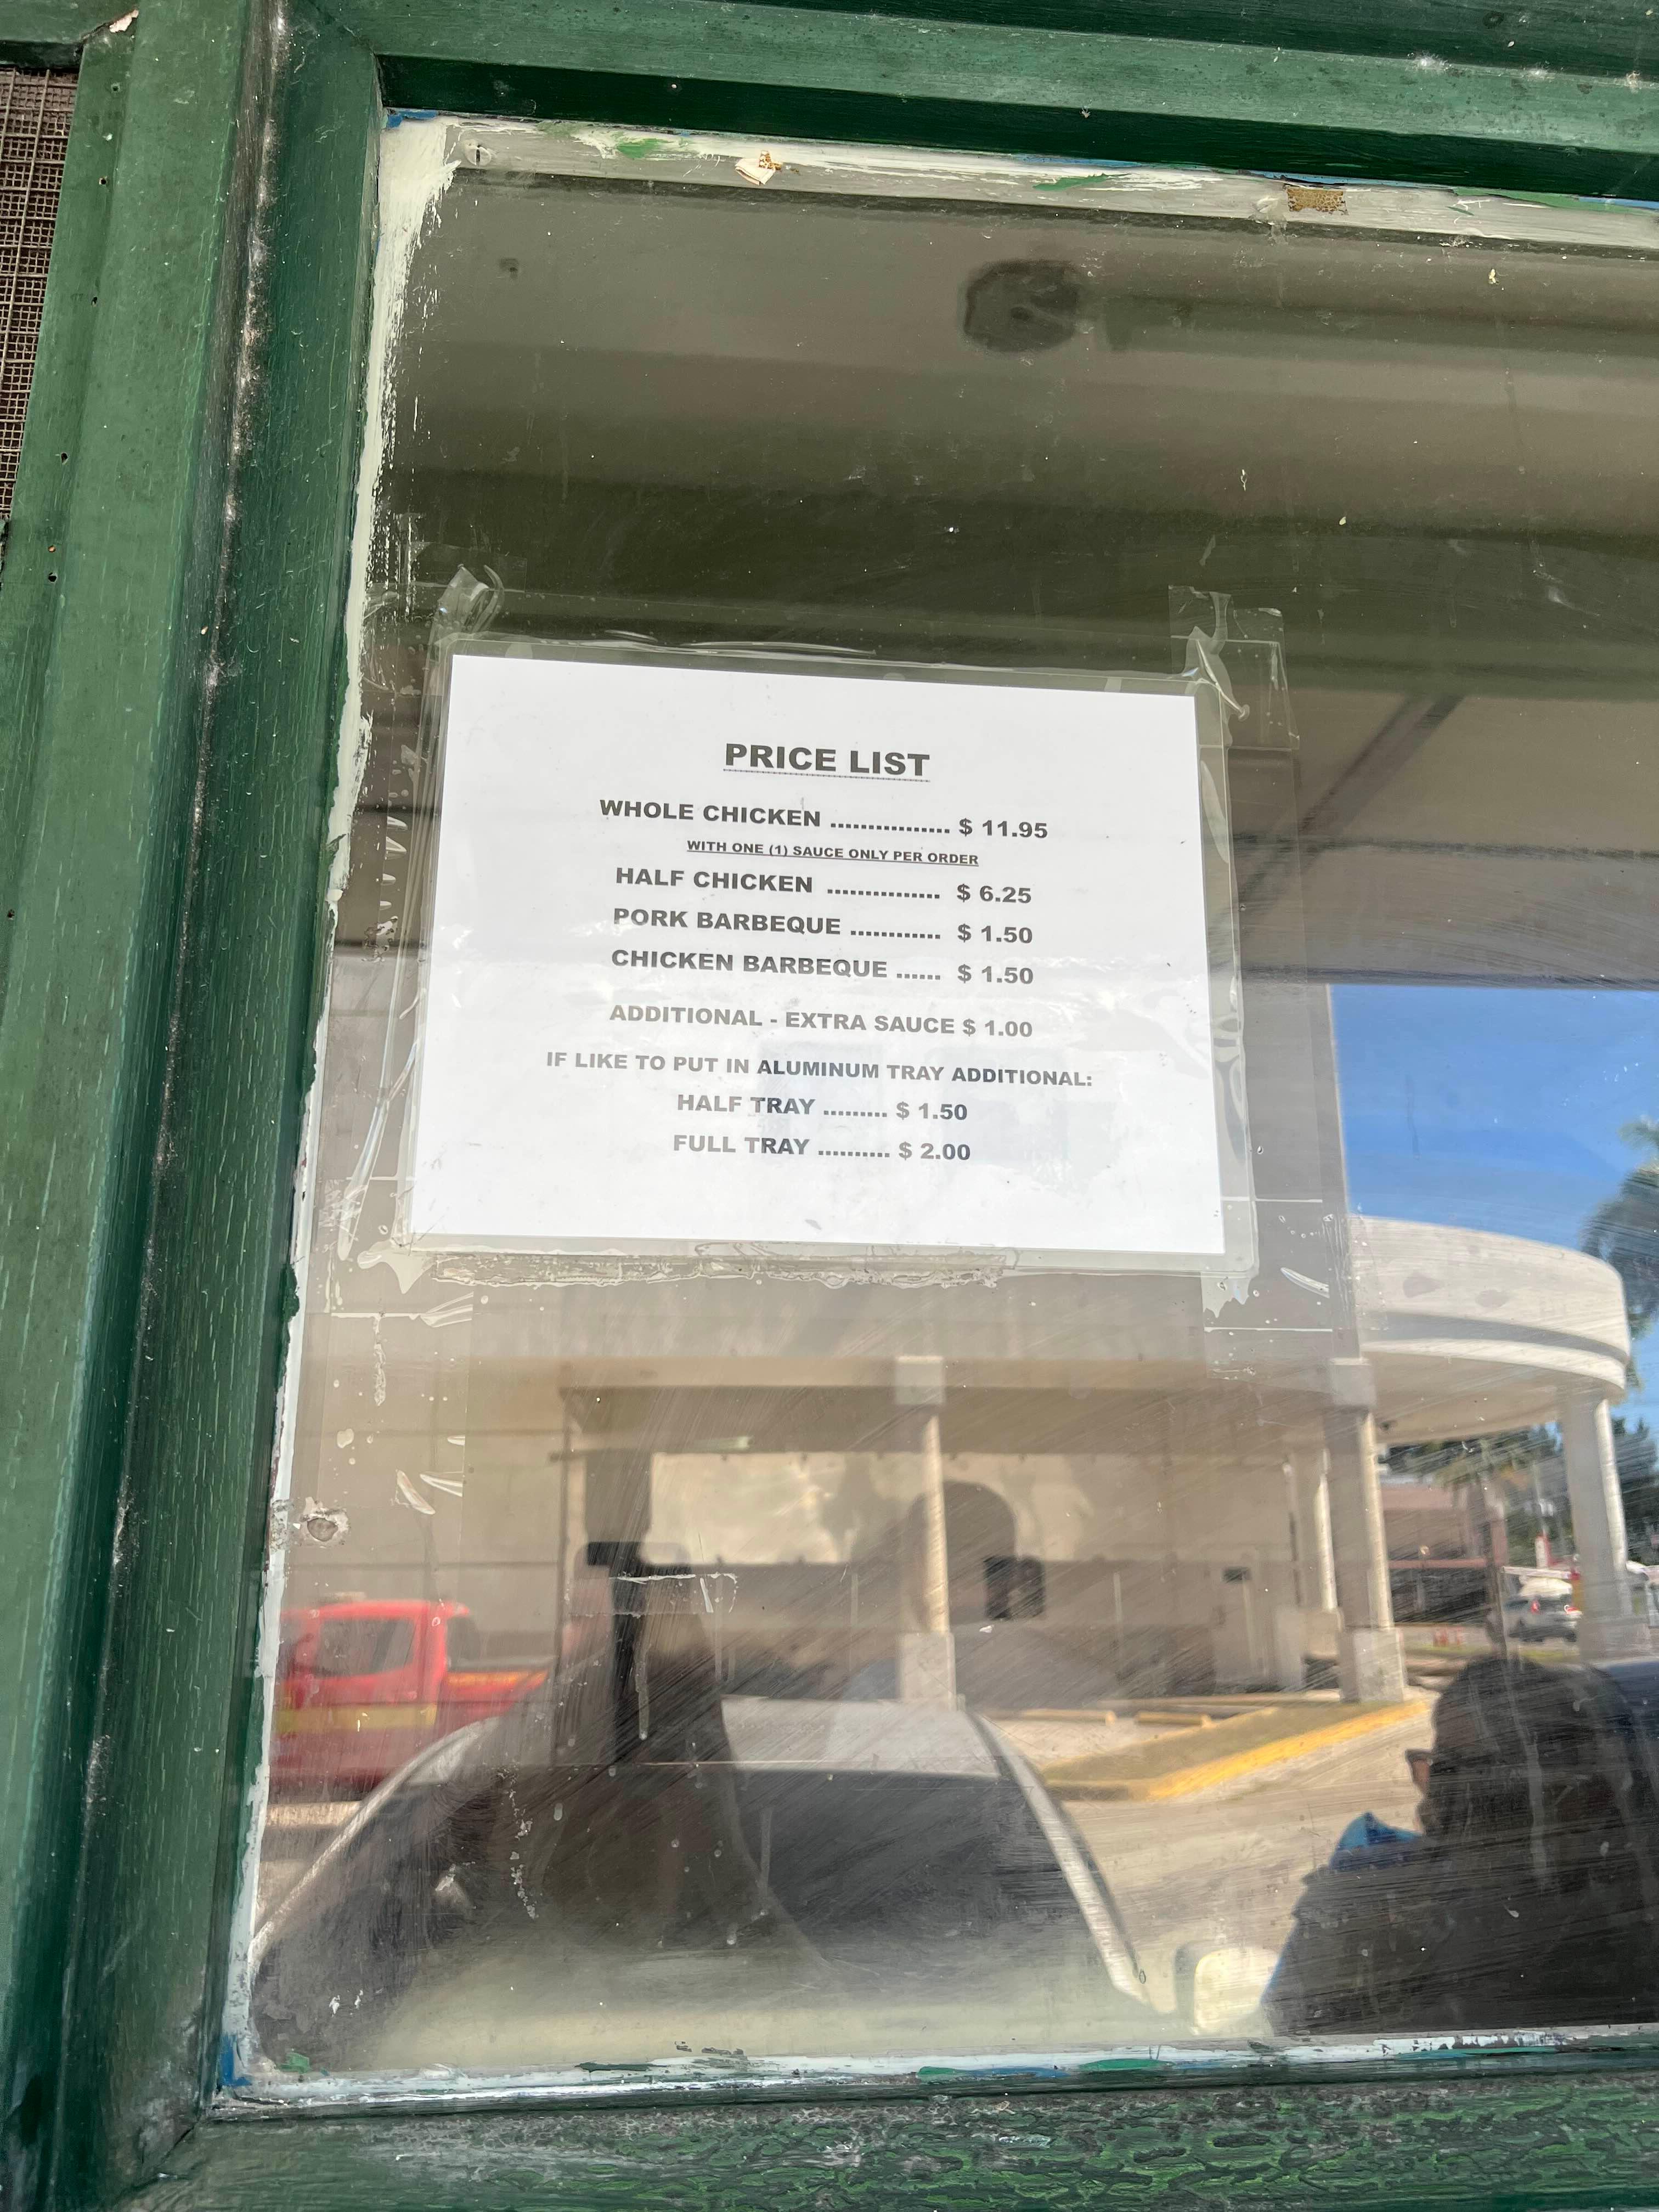 PRICE LIST
WHOLE CHICKEN ................ $ 11.95
WITH ONE (1) SAUCE ONLY PER ORDER
HALF CHICKEN ............... $ 6.25
PORK BARBEQUE ............ $ 1.50
CHICKEN BARBEQUE ...... $ 1.50
ADDITIONAL - EXTRA SAUCE $ 1.00
IF LIKE TO PUT IN ALUMINUM TRAY ADDITIONAL:
HALF TRAY ......... $ 1.50
FULL TRAY .......... $ 2.00